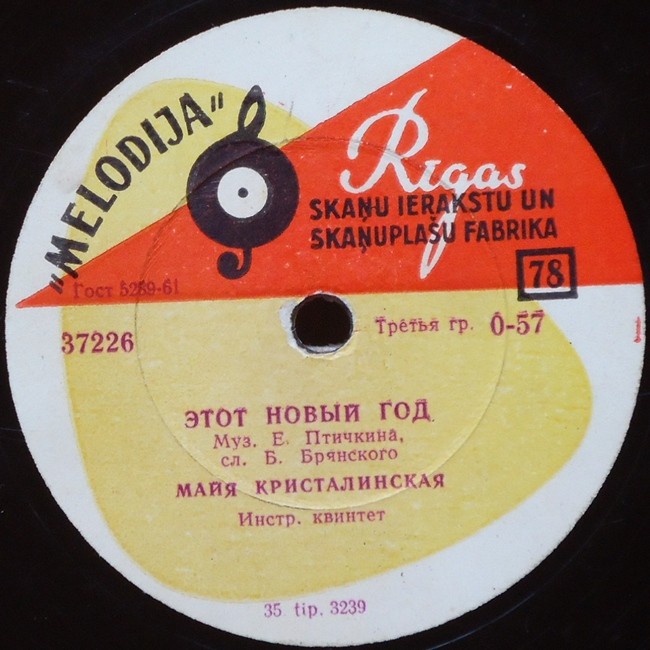 "MELODIJA"
Rīgas
SKAŅU IERAKSTU UN
SKAŅUPLAŠU FABRIKA
78
Гост 5289-61
37226
Третья гр. 0-57
ЭТОТ НОВЫЙ ГОД
Муз. Е. Птичкина,
сл. Б. Брянского
МАЙЯ КРИСТАЛИНСКАЯ
Инстр. квинтет
35 tip. 3239